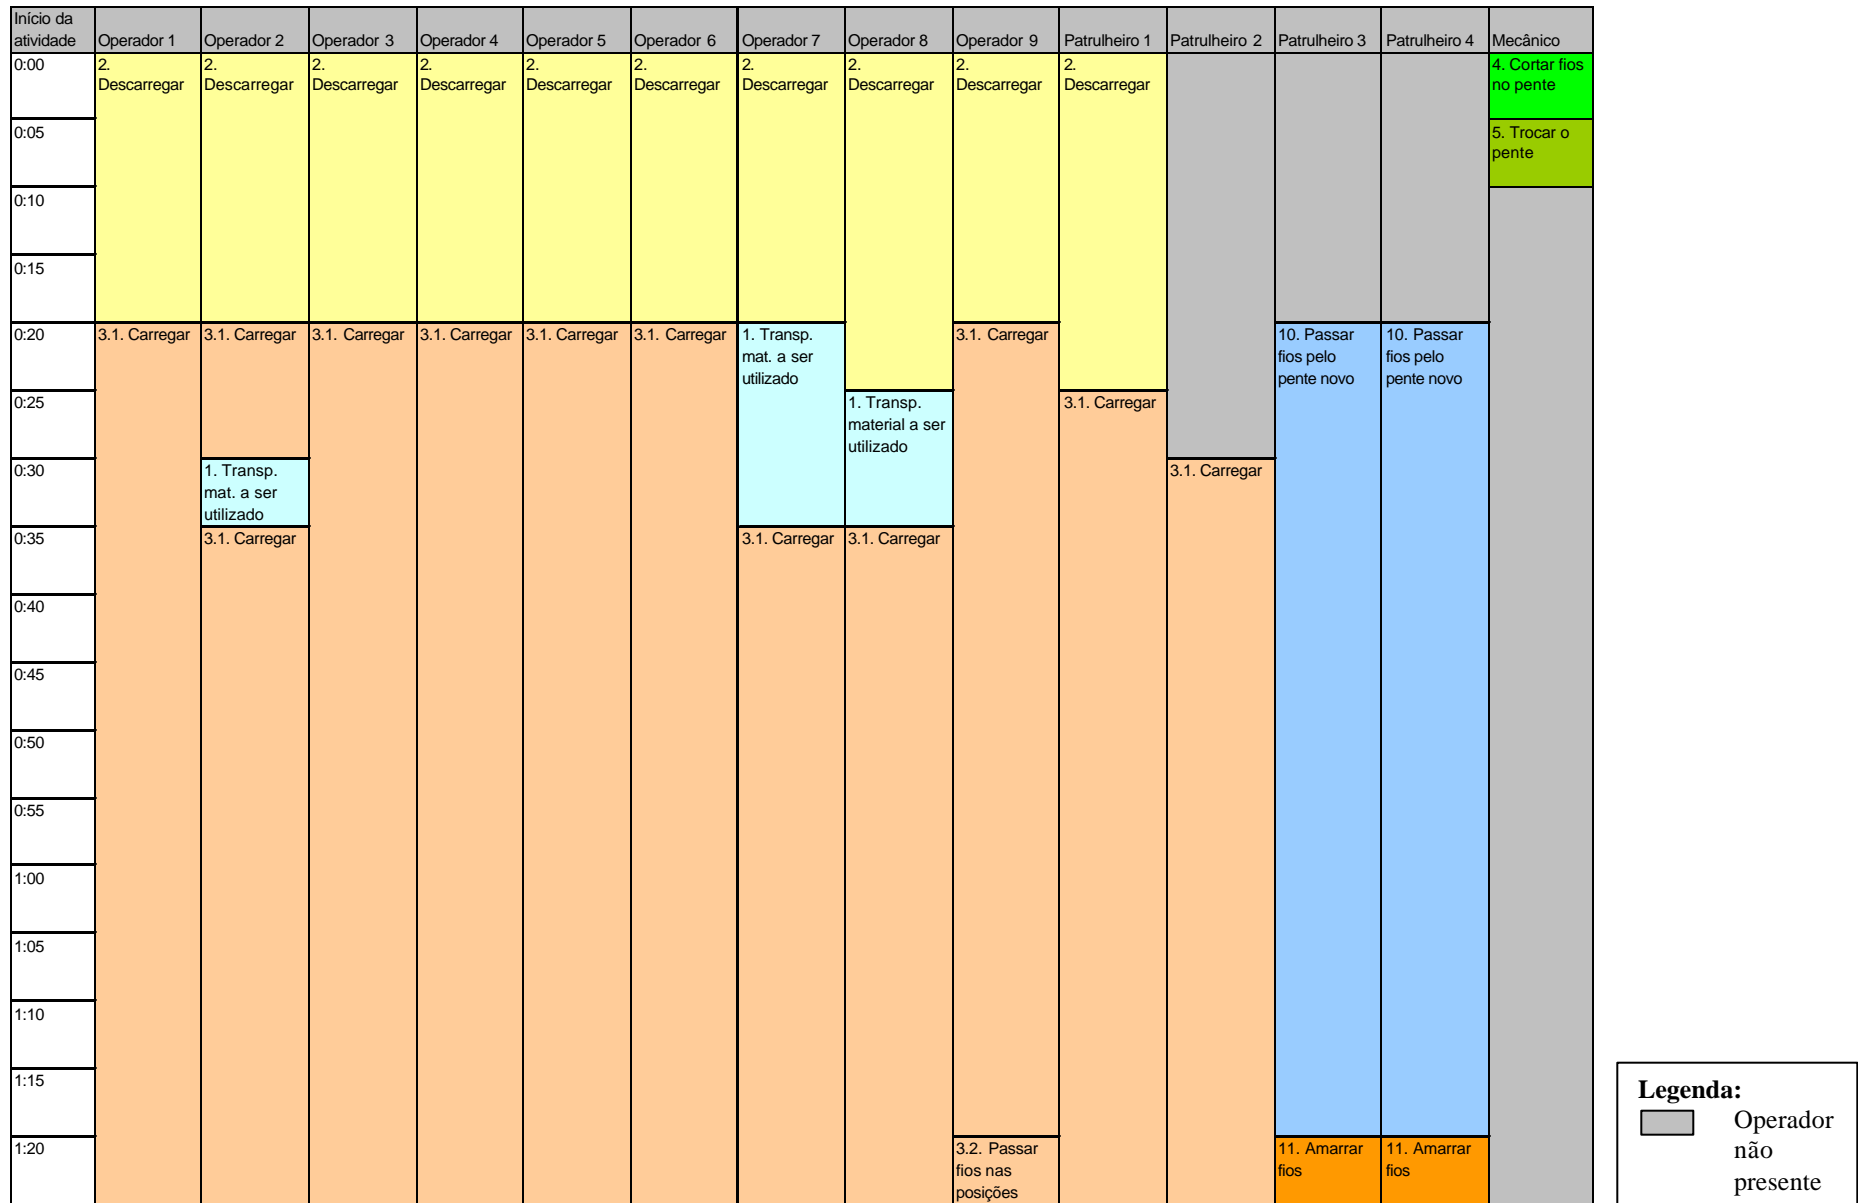 Início da
atividade Operador 1 Operador 2 Operador 3 Operador 4 Operador 5 Operador 6 Operador 7 Operador 8 Operador 9 Patrulheiro 1 Patrulheiro 2 Patrulheiro 3 Patrulheiro 4 Mecânico
0:00 2. 2. 2. 2. 2. 2. 2. 2. 2. 2. 4. Cortar fios
Descarregar Descarregar Descarregar Descarregar Descarregar Descarregar Descarregar Descarregar Descarregar Descarregar no pente
0:05 5. Trocar o
pente
0:10
0:15
0:20 3.1. Carregar 3.1. Carregar 3.1. Carregar 3.1. Carregar 3.1. Carregar 3.1. Carregar 1. Transp. 3.1. Carregar 10. Passar 10. Passar
mat. a ser fios pelo fios pelo
utilizado pente novo pente novo
0:25 1. Transp. 3.1. Carregar
material a ser
utilizado
0:30 1. Transp. 3.1. Carregar
mat. a ser
utilizado
0:35 3.1. Carregar 3.1. Carregar 3.1. Carregar
0:40
0:45
0:50
0:55
1:00
1:05
1:10
1:15
1:20 3.2. Passar 11. Amarrar 11. Amarrar
fios nas fios fios
posições
Legenda:
Operador
não
presente